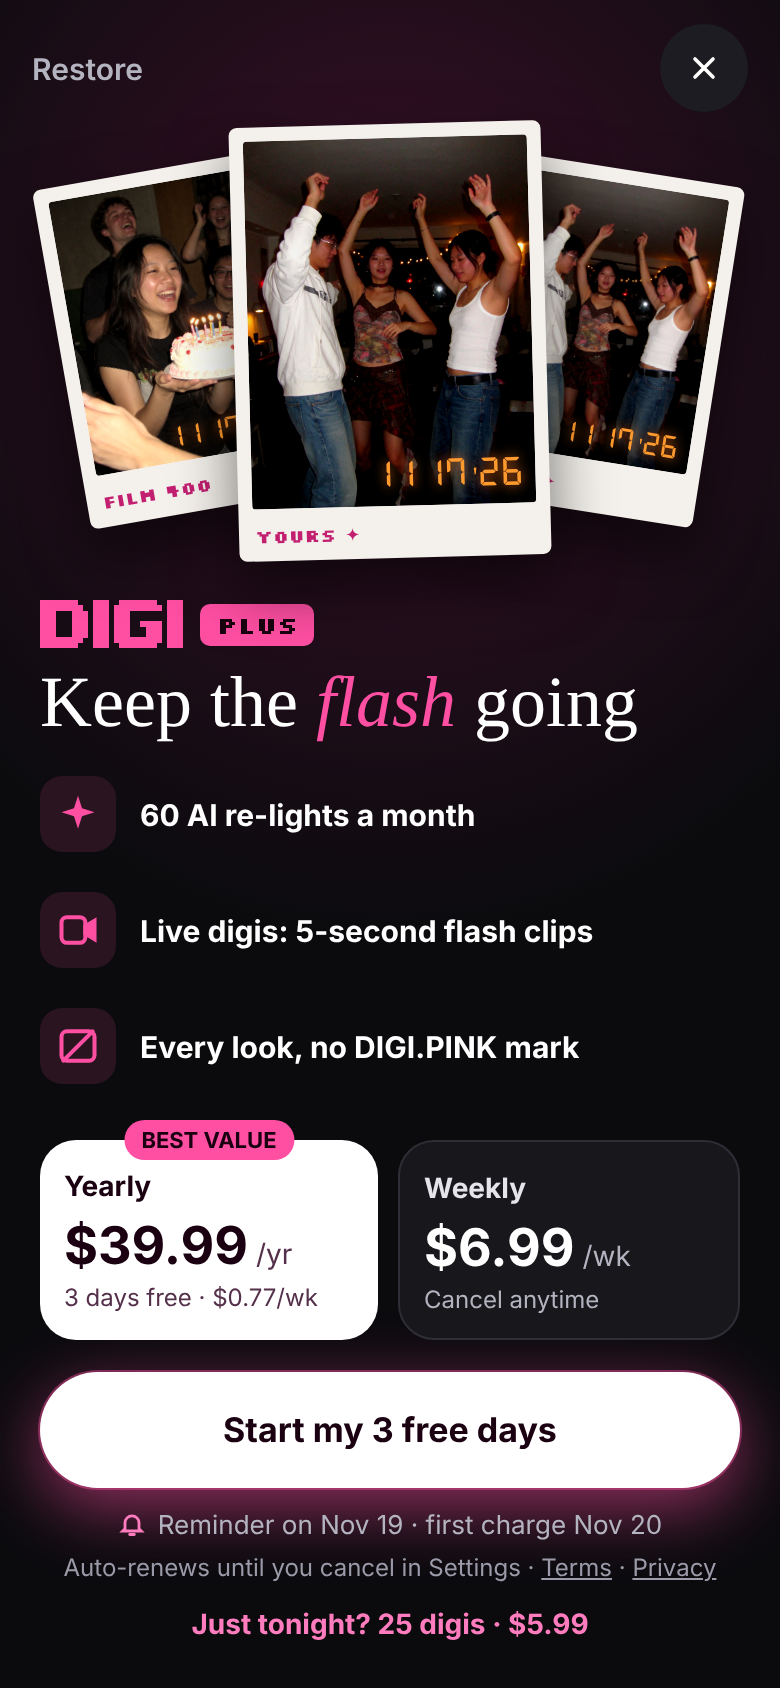 Restore
11 17
FILM 400
11 17 '26
YOURS ✦
11 17 '26
DIGI PLUS
Keep the flash going
60 AI re-lights a month
Live digis: 5-second flash clips
Every look, no DIGI.PINK mark
BEST VALUE
Yearly
$39.99 /yr
3 days free · $0.77/wk
Weekly
$6.99 /wk
Cancel anytime
Start my 3 free days
Reminder on Nov 19 · first charge Nov 20
Auto-renews until you cancel in Settings · Terms · Privacy
Just tonight? 25 digis · $5.99